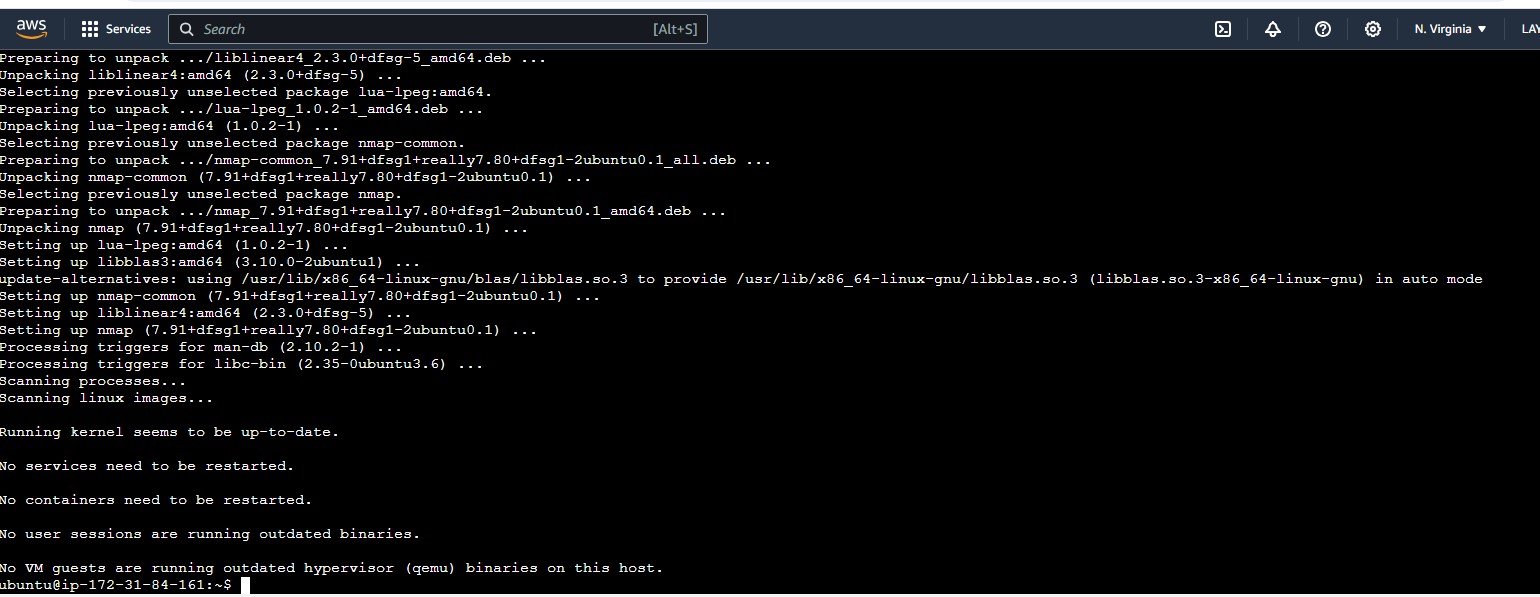 aws
Services
Search
[Alt+S]
N. Virginia
LAY
Preparing to unpack .../liblinear4_2.3.0+dfsg-5_amd64.deb ...
Unpacking liblinear4:amd64 (2.3.0+dfsg-5) ...
Selecting previously unselected package lua-lpeg:amd64.
Preparing to unpack .../lua-lpeg_1.0.2-1_amd64.deb ...
Unpacking lua-lpeg:amd64 (1.0.2-1) ...
Selecting previously unselected package nmap-common.
Preparing to unpack .../nmap-common_7.91+dfsg1+really7.80+dfsg1-2ubuntu0.1_all.deb ...
Unpacking nmap-common (7.91+dfsg1+really7.80+dfsg1-2ubuntu0.1) ...
Selecting previously unselected package nmap.
Preparing to unpack .../nmap_7.91+dfsg1+really7.80+dfsg1-2ubuntu0.1_amd64.deb ...
Unpacking nmap (7.91+dfsg1+really7.80+dfsg1-2ubuntu0.1) ...
Setting up lua-lpeg:amd64 (1.0.2-1) ...
Setting up libblas3:amd64 (3.10.0-2ubuntu1) ...
update-alternatives: using /usr/lib/x86_64-linux-gnu/blas/libblas.so.3 to provide /usr/lib/x86_64-linux-gnu/libblas.so.3 (libblas.so.3-x86_64-linux-gnu) in auto mode
Setting up nmap-common (7.91+dfsg1+really7.80+dfsg1-2ubuntu0.1) ...
Setting up liblinear4:amd64 (2.3.0+dfsg-5) ...
Setting up nmap (7.91+dfsg1+really7.80+dfsg1-2ubuntu0.1) ...
Processing triggers for man-db (2.10.2-1) ...
Processing triggers for libc-bin (2.35-0ubuntu3.6) ...
Scanning processes...
Scanning linux images...
Running kernel seems to be up-to-date.
No services need to be restarted.
No containers need to be restarted.
No user sessions are running outdated binaries.
No VM guests are running outdated hypervisor (qemu) binaries on this host.
ubuntu@ip-172-31-84-161:~$